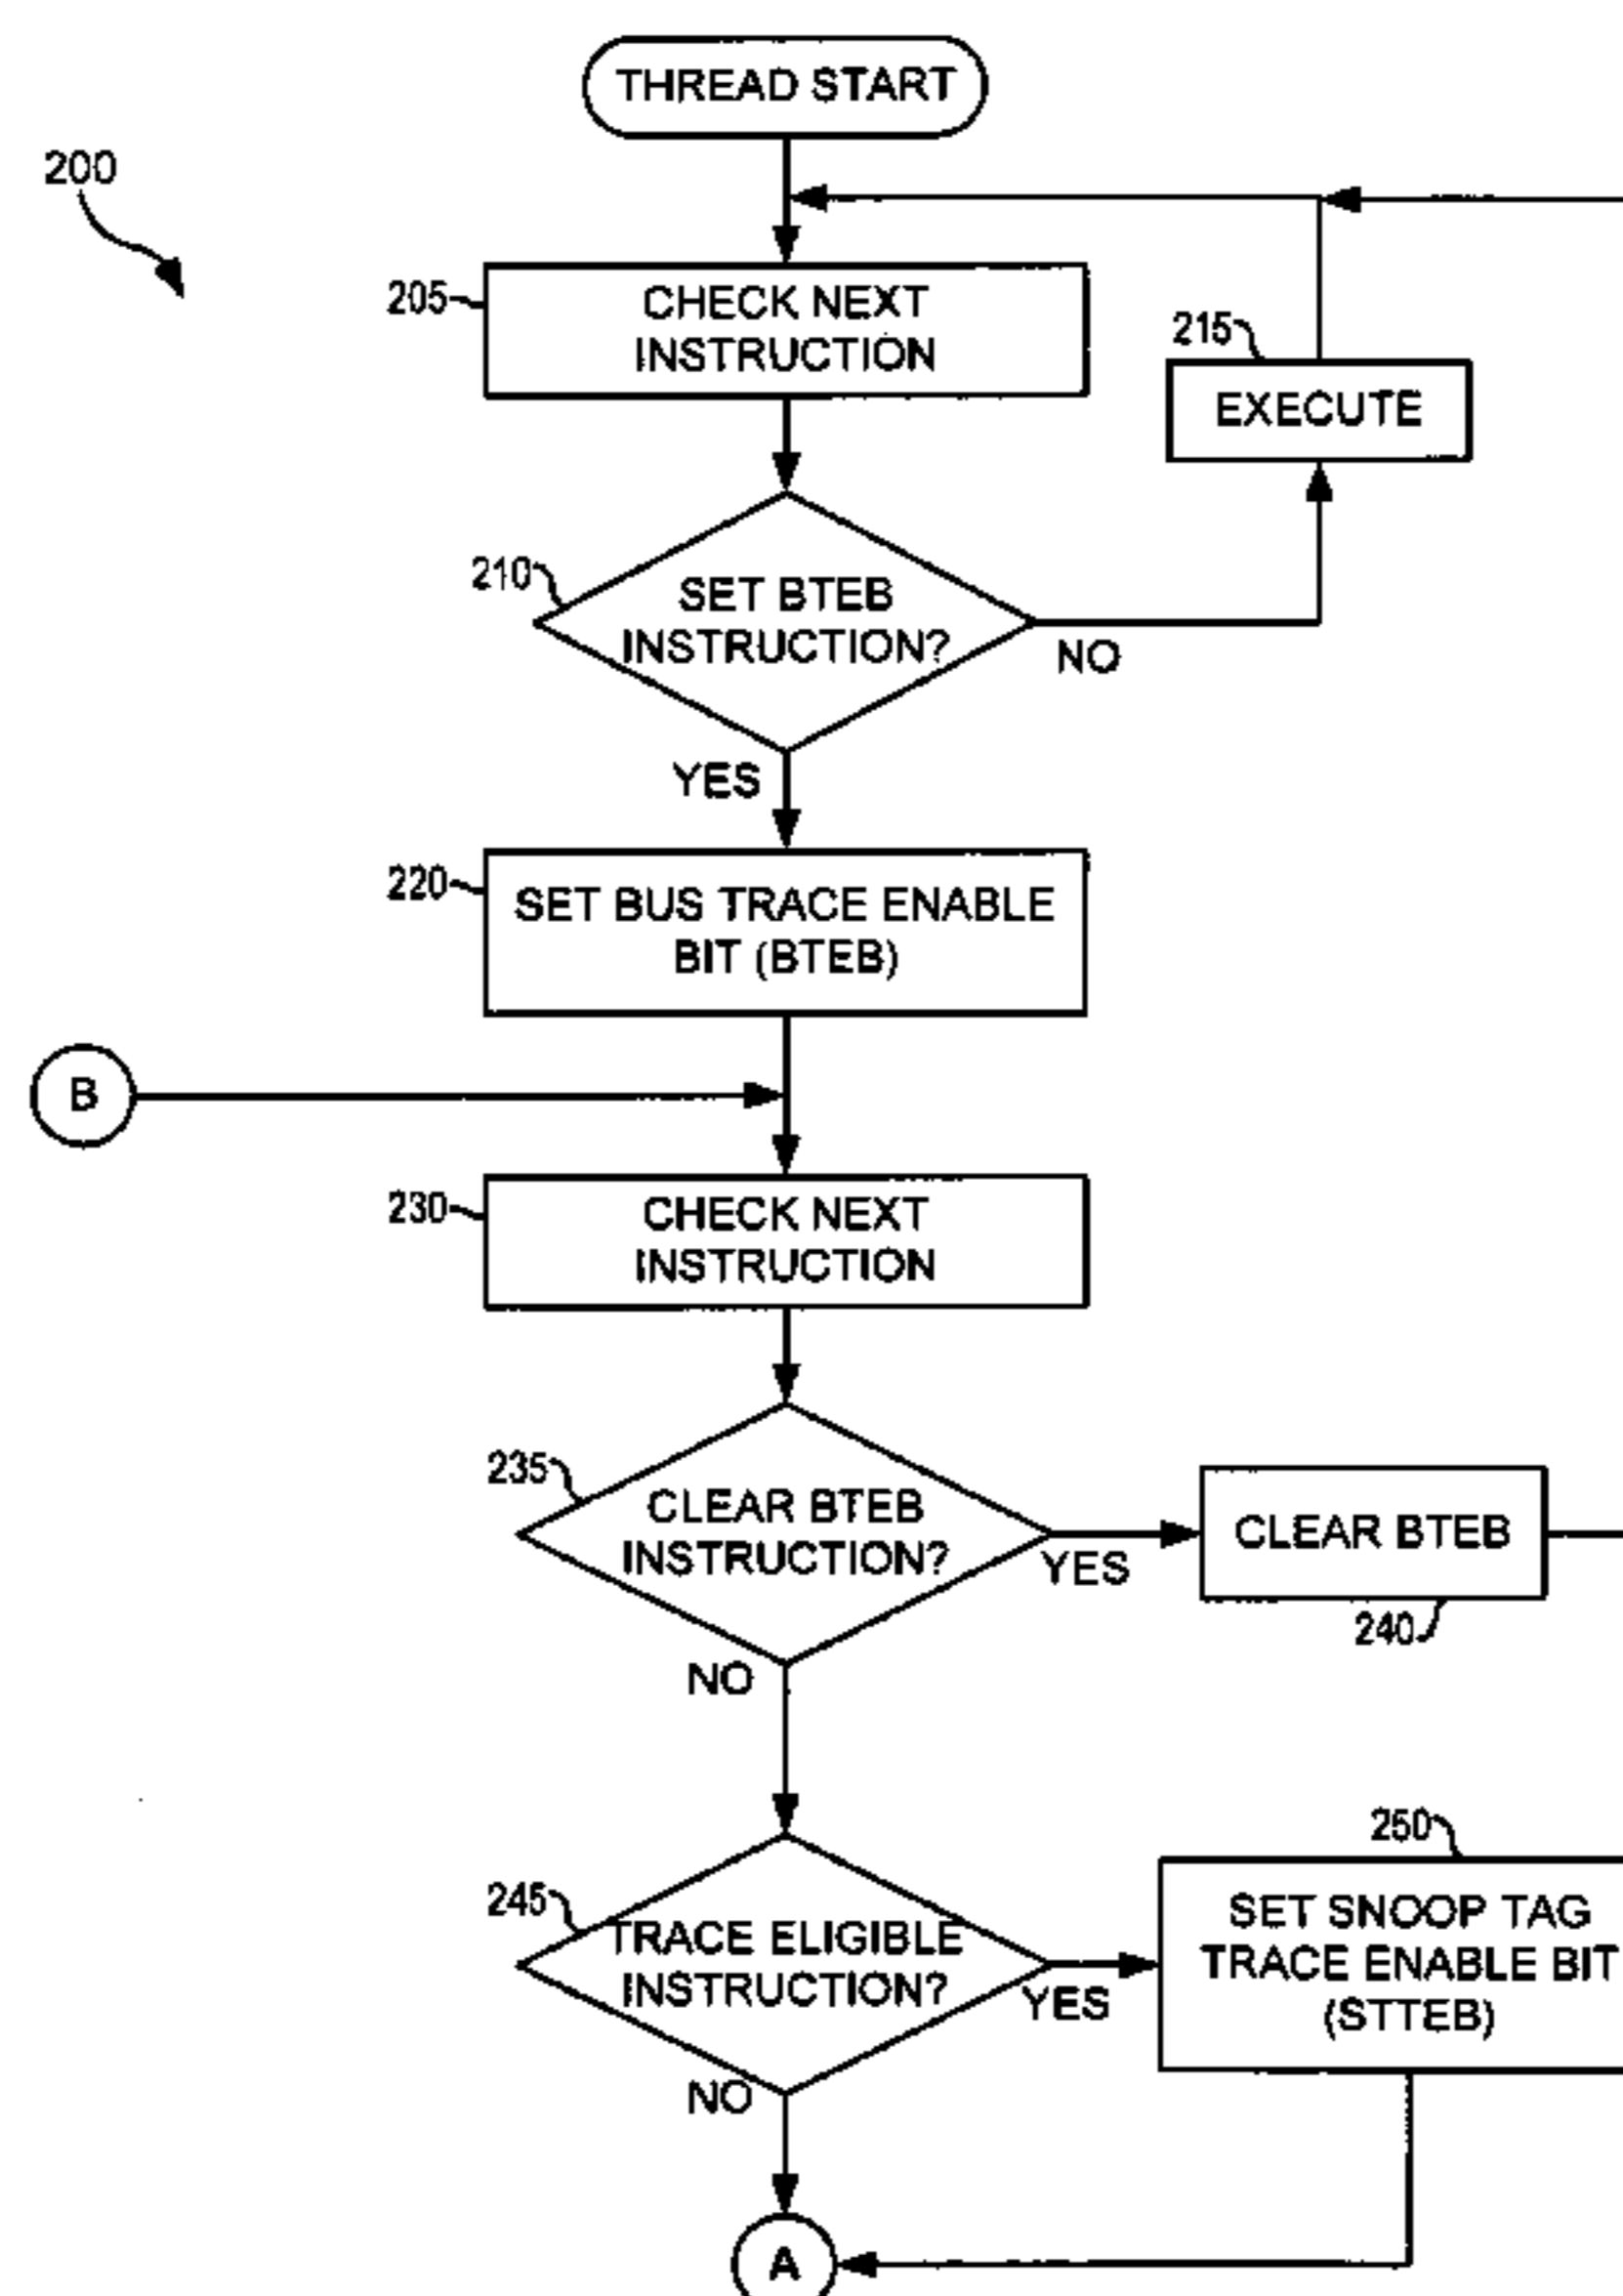 THREAD START
200
205
CHECK NEXT
INSTRUCTION
215
EXECUTE
210
SET BTEB
INSTRUCTION?
NO
YES
220
SET BUS TRACE ENABLE
BIT (BTEB)
B
230
CHECK NEXT
INSTRUCTION
235
CLEAR BTEB
INSTRUCTION?
YES
CLEAR BTEB
240
NO
250
245
TRACE ELIGIBLE
INSTRUCTION?
YES
SET SNOOP TAG
TRACE ENABLE BIT
(STTEB)
NO
A